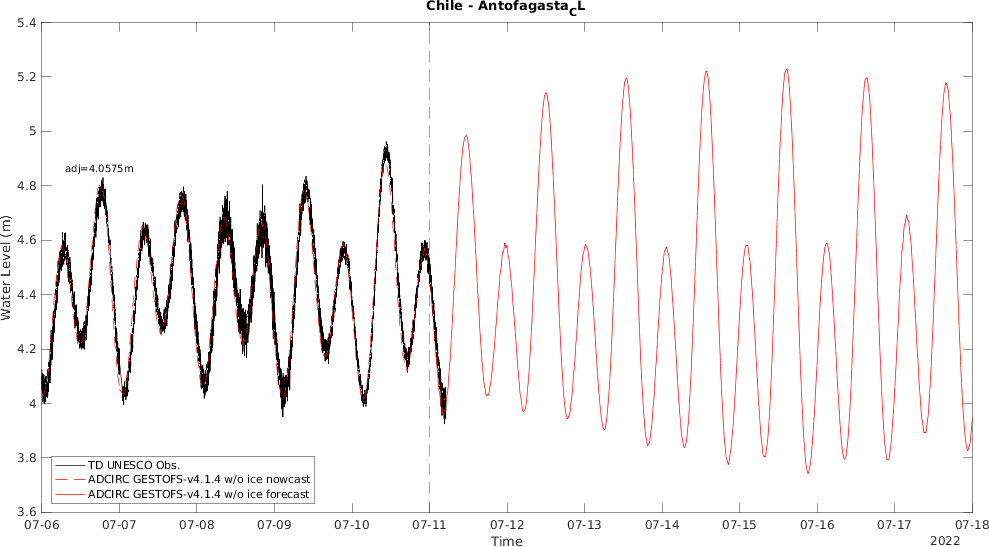 Chile - Antofagasta_CL
5.4
5.2
5
4.8
4.6
4.4
4.2
4
3.8
3.6
Water Level (m)
adj=4.0575m
TD UNESCO Obs.
ADCIRC GESTOFS-v4.1.4 w/o ice nowcast
ADCIRC GESTOFS-v4.1.4 w/o ice forecast
07-06 07-07 07-08 07-09 07-10 07-11 07-12 07-13 07-14 07-15 07-16 07-17 07-18
Time
2022